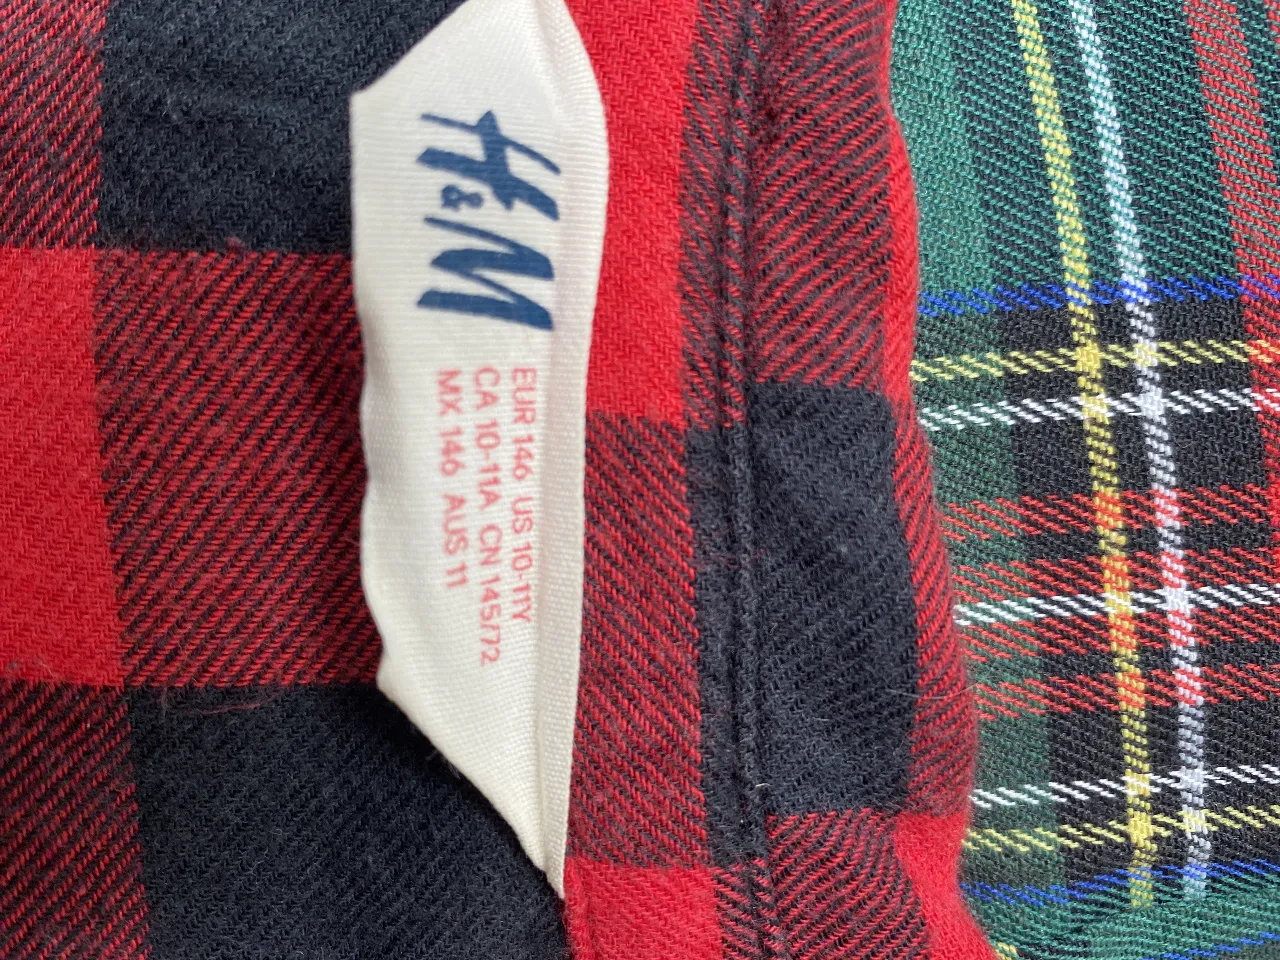 H&M
EUR 146 US 10-11Y
CA 10-11A CN 145/72
MX 146 AUS 11